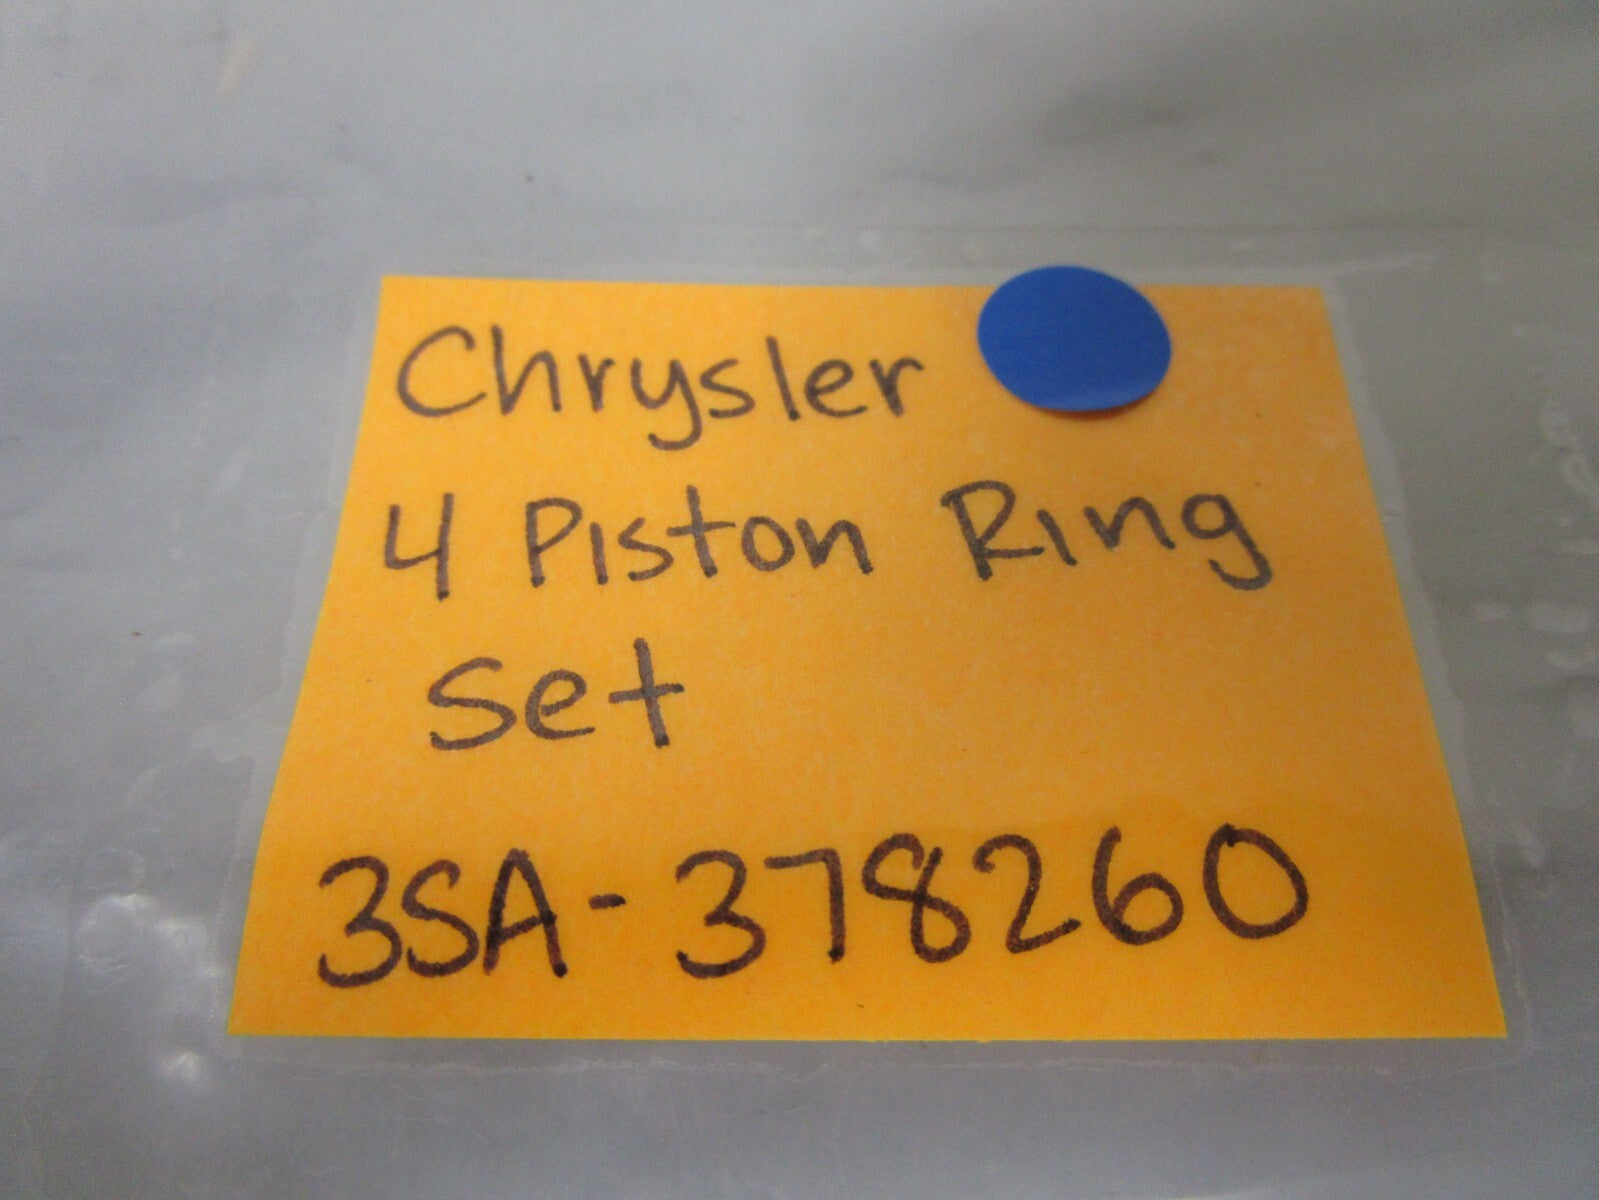 Chrysler
4 Piston Ring
Set
3SA-378260